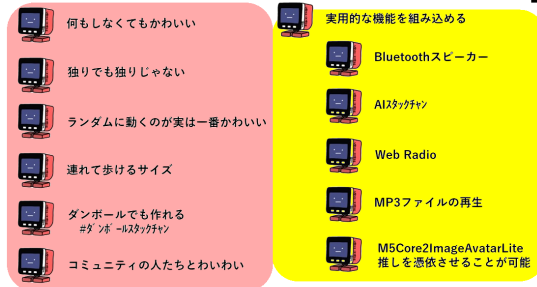 何もしなくてもかわいい
独りでも独りじゃない
ランダムに動くのが実は一番かわいい
連れて歩けるサイズ
ダンボールでも作れる
#ﾀﾞﾝﾎﾞｰﾙｽﾀｯｸﾁｬﾝ
コミュニティの人たちとわいわい
実用的な機能を組み込める
Bluetoothスピーカー
AIｽﾀｯｸﾁｬﾝ
Web Radio
MP3ファイルの再生
M5Core2ImageAvatarLite
推しを憑依させることが可能